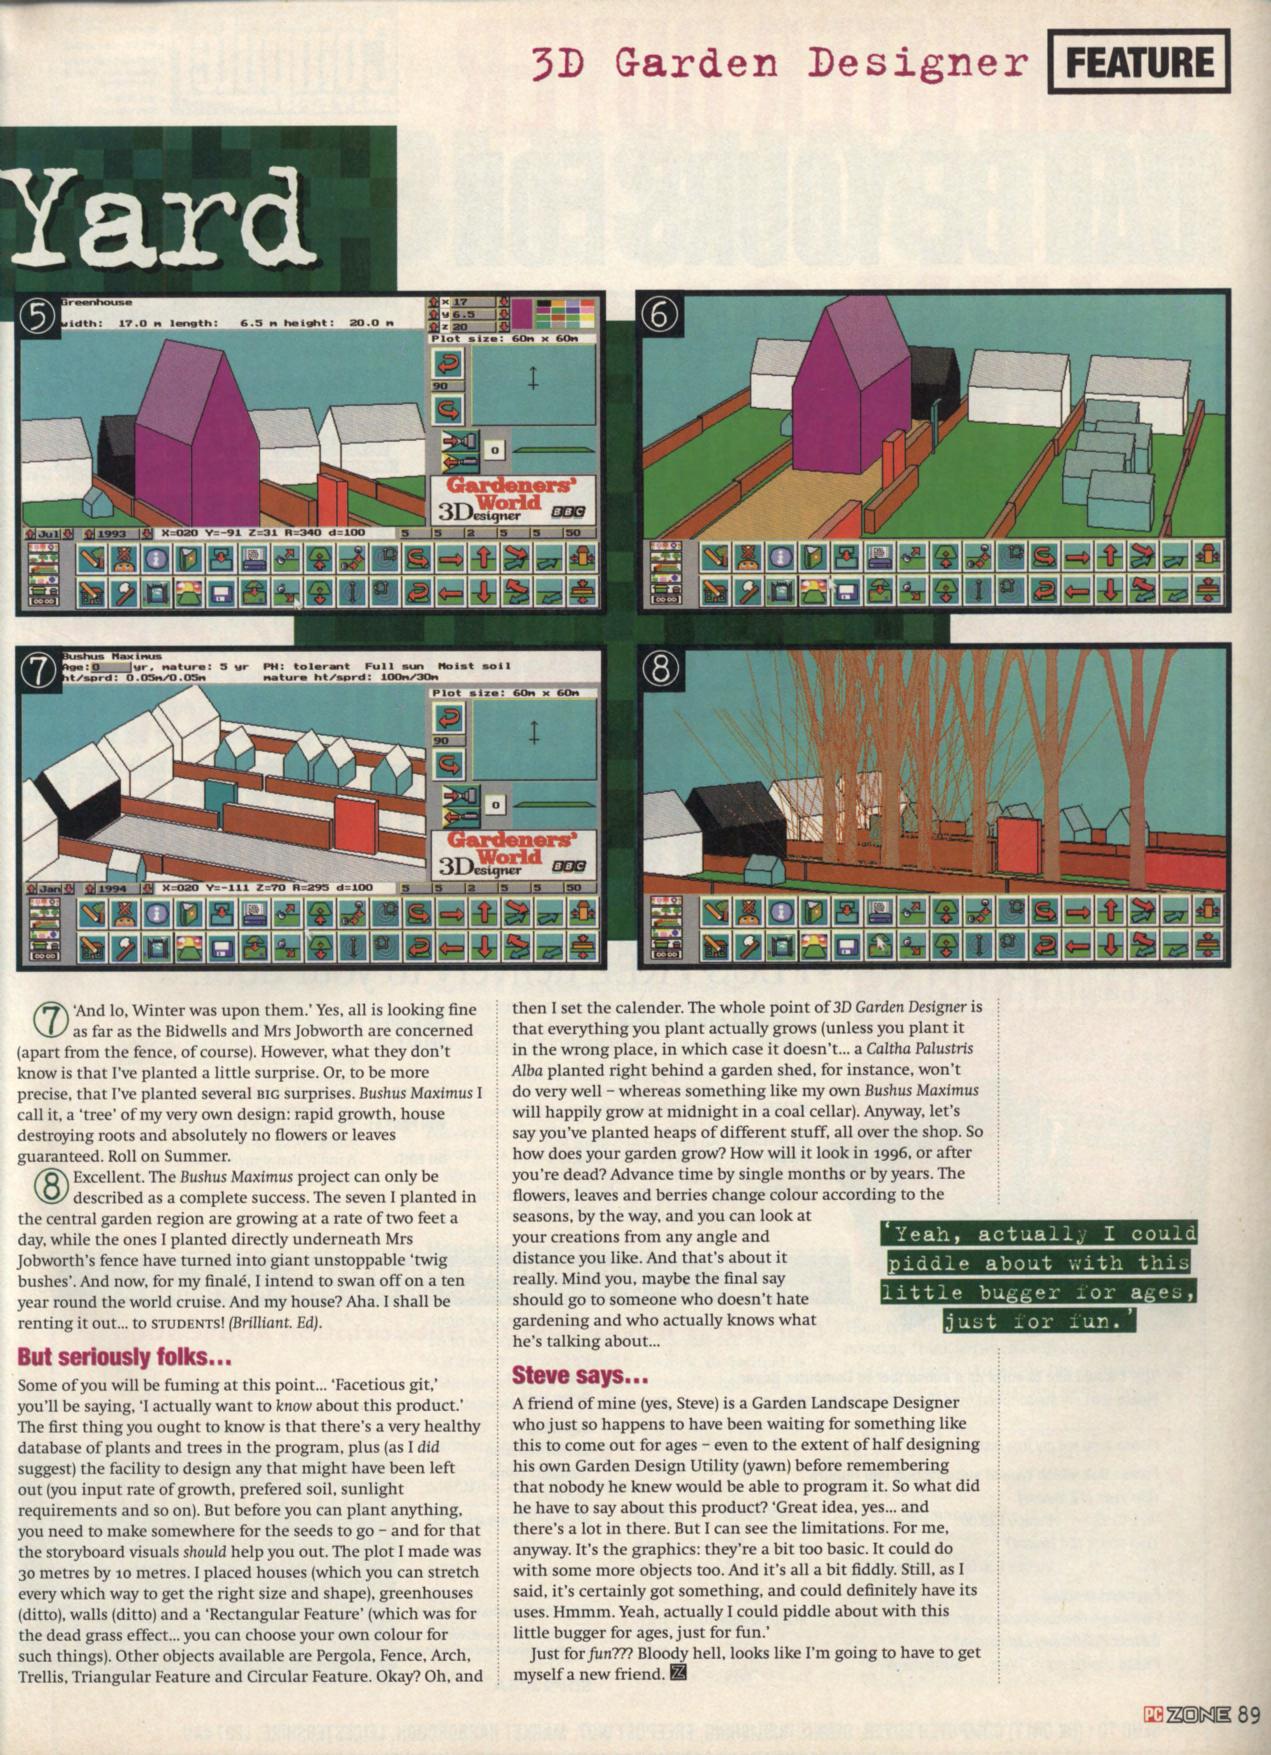 3D Garden Designer FEATURE
Yard
5
Greenhouse
width: 17.0 m length: 6.5 m height: 20.0 m
x 17
y 6.5
z 20
Plot size: 60m x 60m
90
0
Gardeners'
World
3Designer BBC
Jul 1993 X=020 Y=-91 Z=31 R=340 d=100 5 5 2 5 5 50
6
7
Bushus Maximus
Age:0 yr, mature: 5 yr PH: tolerant Full sun Moist soil
ht/sprd: 0.05m/0.05m mature ht/sprd: 100m/30m
Plot size: 60m x 60m
90
0
Gardeners'
World
3Designer BBC
Jan 1994 X=020 Y=-111 Z=70 R=295 d=100 5 5 2 5 5 50
8
7 'And lo, Winter was upon them.' Yes, all is looking fine
as far as the Bidwells and Mrs Jobworth are concerned
(apart from the fence, of course). However, what they don't
know is that I've planted a little surprise. Or, to be more
precise, that I've planted several BIG surprises. Bushus Maximus I
call it, a 'tree' of my very own design: rapid growth, house
destroying roots and absolutely no flowers or leaves
guaranteed. Roll on Summer.
8 Excellent. The Bushus Maximus project can only be
described as a complete success. The seven I planted in
the central garden region are growing at a rate of two feet a
day, while the ones I planted directly underneath Mrs
Jobworth's fence have turned into giant unstoppable 'twig
bushes'. And now, for my finalé, I intend to swan off on a ten
year round the world cruise. And my house? Aha. I shall be
renting it out... to STUDENTS! (Brilliant. Ed).
But seriously folks...
Some of you will be fuming at this point... 'Facetious git,'
you'll be saying, 'I actually want to know about this product.'
The first thing you ought to know is that there's a very healthy
database of plants and trees in the program, plus (as I did
suggest) the facility to design any that might have been left
out (you input rate of growth, prefered soil, sunlight
requirements and so on). But before you can plant anything,
you need to make somewhere for the seeds to go – and for that
the storyboard visuals should help you out. The plot I made was
30 metres by 10 metres. I placed houses (which you can stretch
every which way to get the right size and shape), greenhouses
(ditto), walls (ditto) and a 'Rectangular Feature' (which was for
the dead grass effect... you can choose your own colour for
such things). Other objects available are Pergola, Fence, Arch,
Trellis, Triangular Feature and Circular Feature. Okay? Oh, and
then I set the calender. The whole point of 3D Garden Designer is
that everything you plant actually grows (unless you plant it
in the wrong place, in which case it doesn't... a Caltha Palustris
Alba planted right behind a garden shed, for instance, won't
do very well – whereas something like my own Bushus Maximus
will happily grow at midnight in a coal cellar). Anyway, let's
say you've planted heaps of different stuff, all over the shop. So
how does your garden grow? How will it look in 1996, or after
you're dead? Advance time by single months or by years. The
flowers, leaves and berries change colour according to the
seasons, by the way, and you can look at
your creations from any angle and
distance you like. And that's about it
really. Mind you, maybe the final say
should go to someone who doesn't hate
gardening and who actually knows what
he's talking about...
'Yeah, actually I could
piddle about with this
little bugger for ages,
just for fun.'
Steve says...
A friend of mine (yes, Steve) is a Garden Landscape Designer
who just so happens to have been waiting for something like
this to come out for ages – even to the extent of half designing
his own Garden Design Utility (yawn) before remembering
that nobody he knew would be able to program it. So what did
he have to say about this product? 'Great idea, yes... and
there's a lot in there. But I can see the limitations. For me,
anyway. It's the graphics: they're a bit too basic. It could do
with some more objects too. And it's all a bit fiddly. Still, as I
said, it's certainly got something, and could definitely have its
uses. Hmmm. Yeah, actually I could piddle about with this
little bugger for ages, just for fun.'
Just for fun??? Bloody hell, looks like I'm going to have to get
myself a new friend. Z
PC ZONE 89